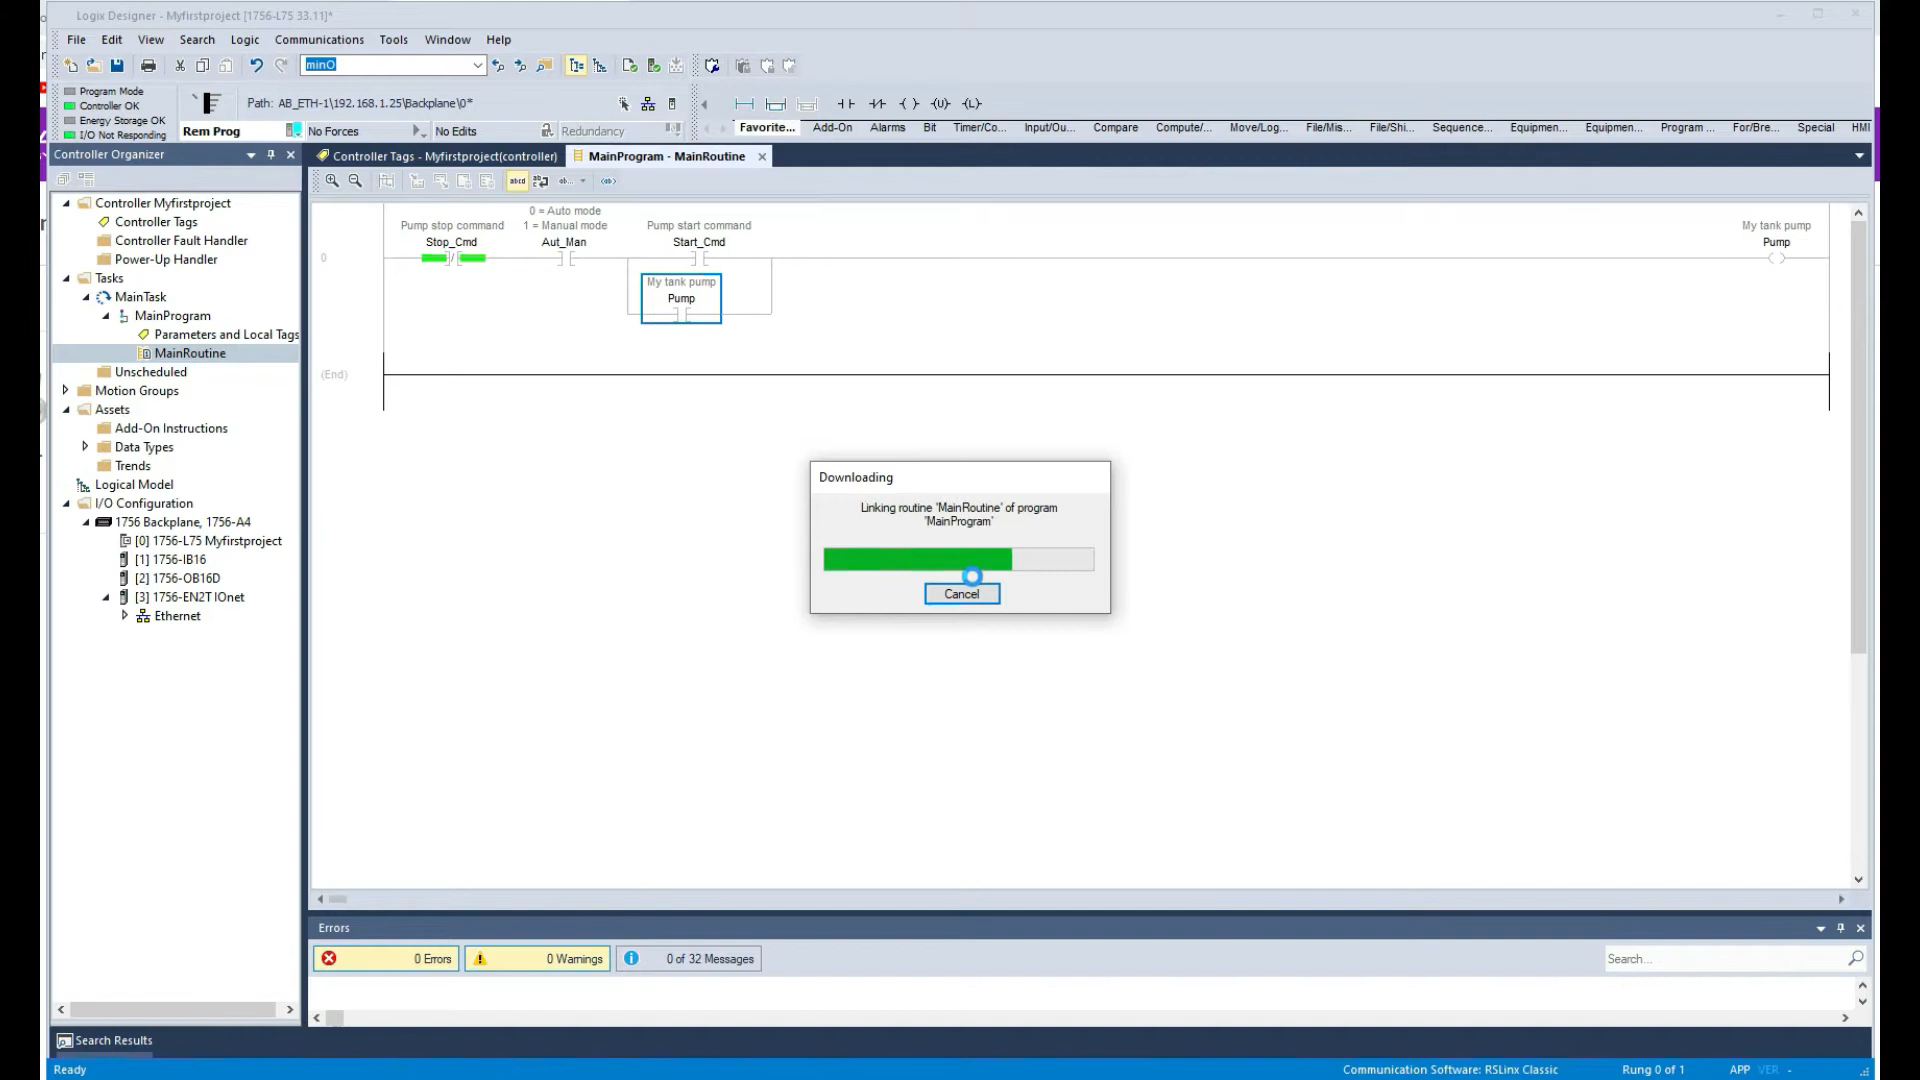 Logix Designer - Myfirstproject [1756-L75 33.11]*
File Edit View Search Logic Communications Tools Window Help
minO
Program Mode
Controller OK
Energy Storage OK
I/O Not Responding
Path: AB_ETH-1\192.168.1.25\Backplane\0*
Rem Prog No Forces No Edits Redundancy
Favorite... Add-On Alarms Bit Timer/Co... Input/Ou... Compare Compute/... Move/Log... File/Mis... File/Shi... Sequence... Equipmen... Equipmen... Program ... For/Bre... Special HMI
Controller Organizer
Controller Tags - Myfirstproject(controller) MainProgram - MainRoutine
Controller Myfirstproject
Controller Tags
Controller Fault Handler
Power-Up Handler
Tasks
MainTask
MainProgram
Parameters and Local Tags
MainRoutine
Unscheduled
Motion Groups
Assets
Add-On Instructions
Data Types
Trends
Logical Model
I/O Configuration
1756 Backplane, 1756-A4
[0] 1756-L75 Myfirstproject
[1] 1756-IB16
[2] 1756-OB16D
[3] 1756-EN2T IOnet
Ethernet
0
Pump stop command
Stop_Cmd
0 = Auto mode
1 = Manual mode
Aut_Man
Pump start command
Start_Cmd
My tank pump
Pump
My tank pump
Pump
(End)
Downloading
Linking routine 'MainRoutine' of program
'MainProgram'
Cancel
Errors
0 Errors 0 Warnings 0 of 32 Messages Search...
Search Results
Ready Communication Software: RSLinx Classic Rung 0 of 1 APP VER